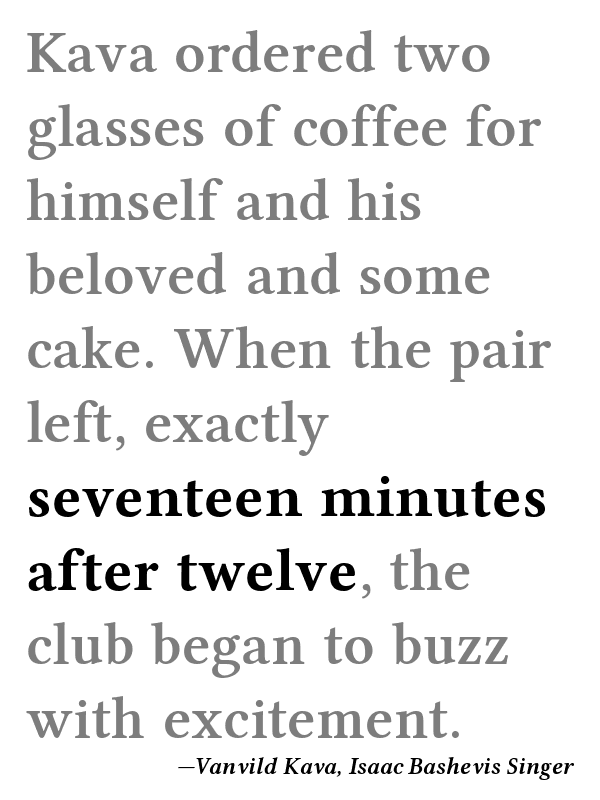 Kava ordered two
glasses of coffee for
himself and his
beloved and some
cake. When the pair
left, exactly
seventeen minutes
after twelve, the
club began to buzz
with excitement.
—Vanvild Kava, Isaac Bashevis Singer